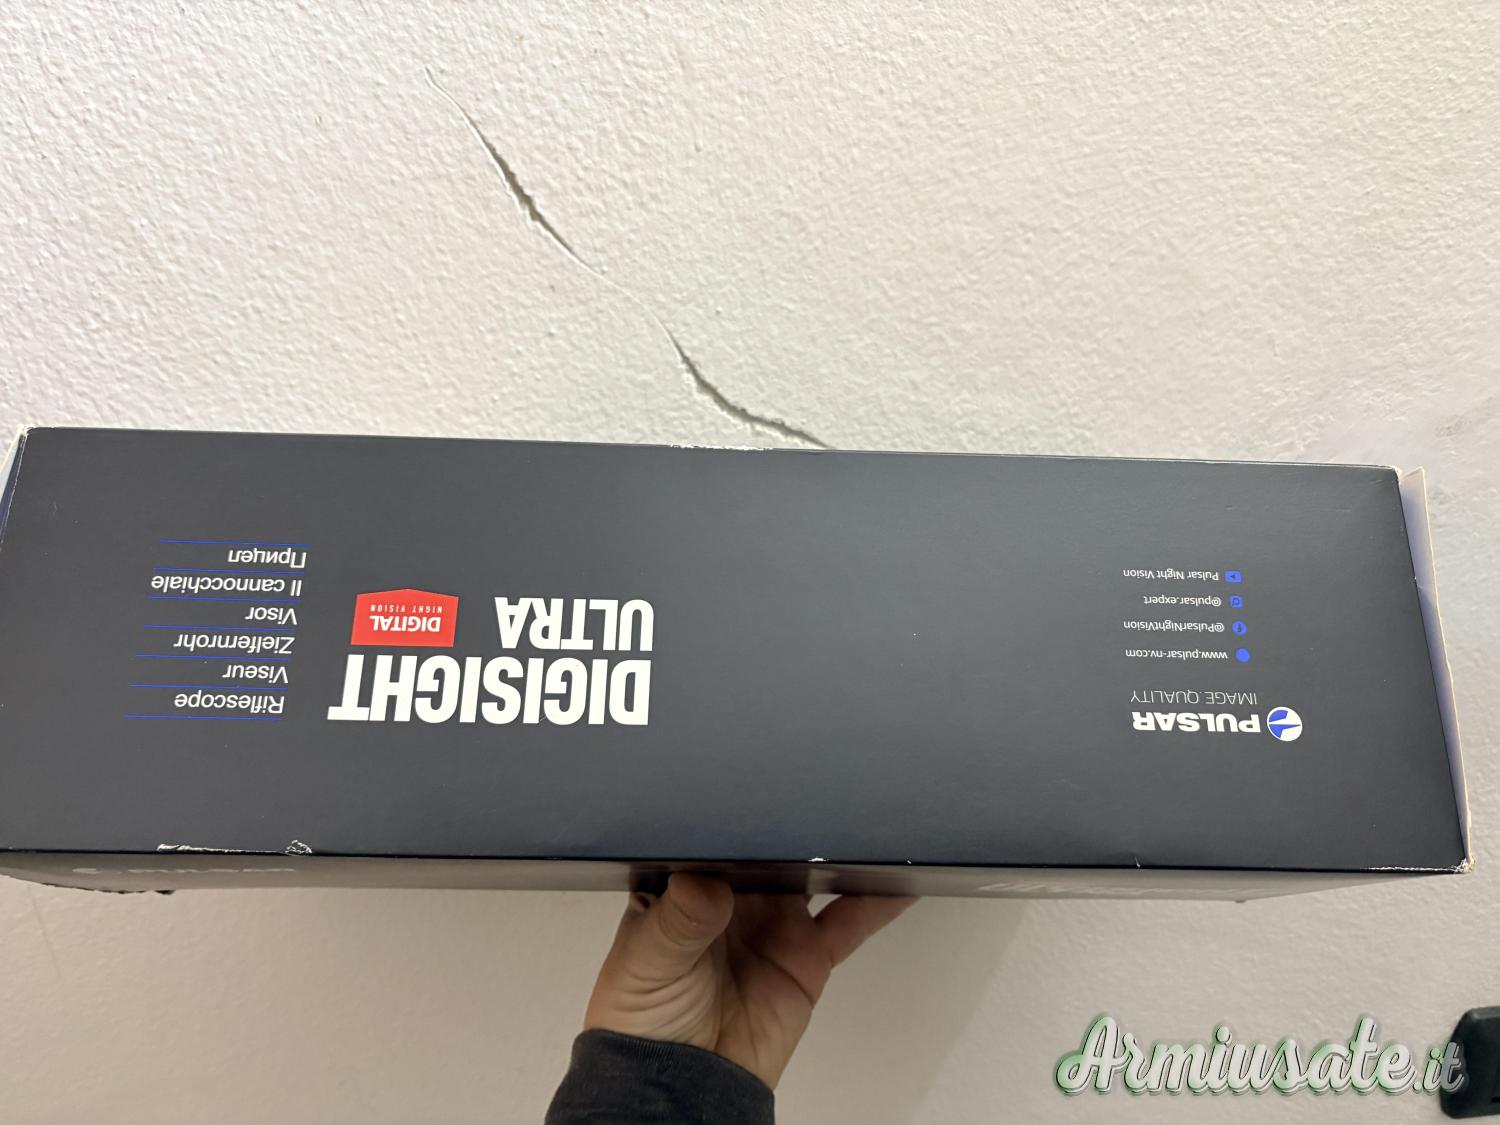 PULSAR
IMAGE QUALITY
www.pulsar-nv.com
@PulsarNightVision
@pulsar.expert
Pulsar Night Vision
DIGISIGHT
ULTRA
DIGITAL
NIGHT VISION
Riflescope
Viseur
Zielfernrohr
Visor
Il cannocchiale
Прицел
PULSAR
Armiusate.it